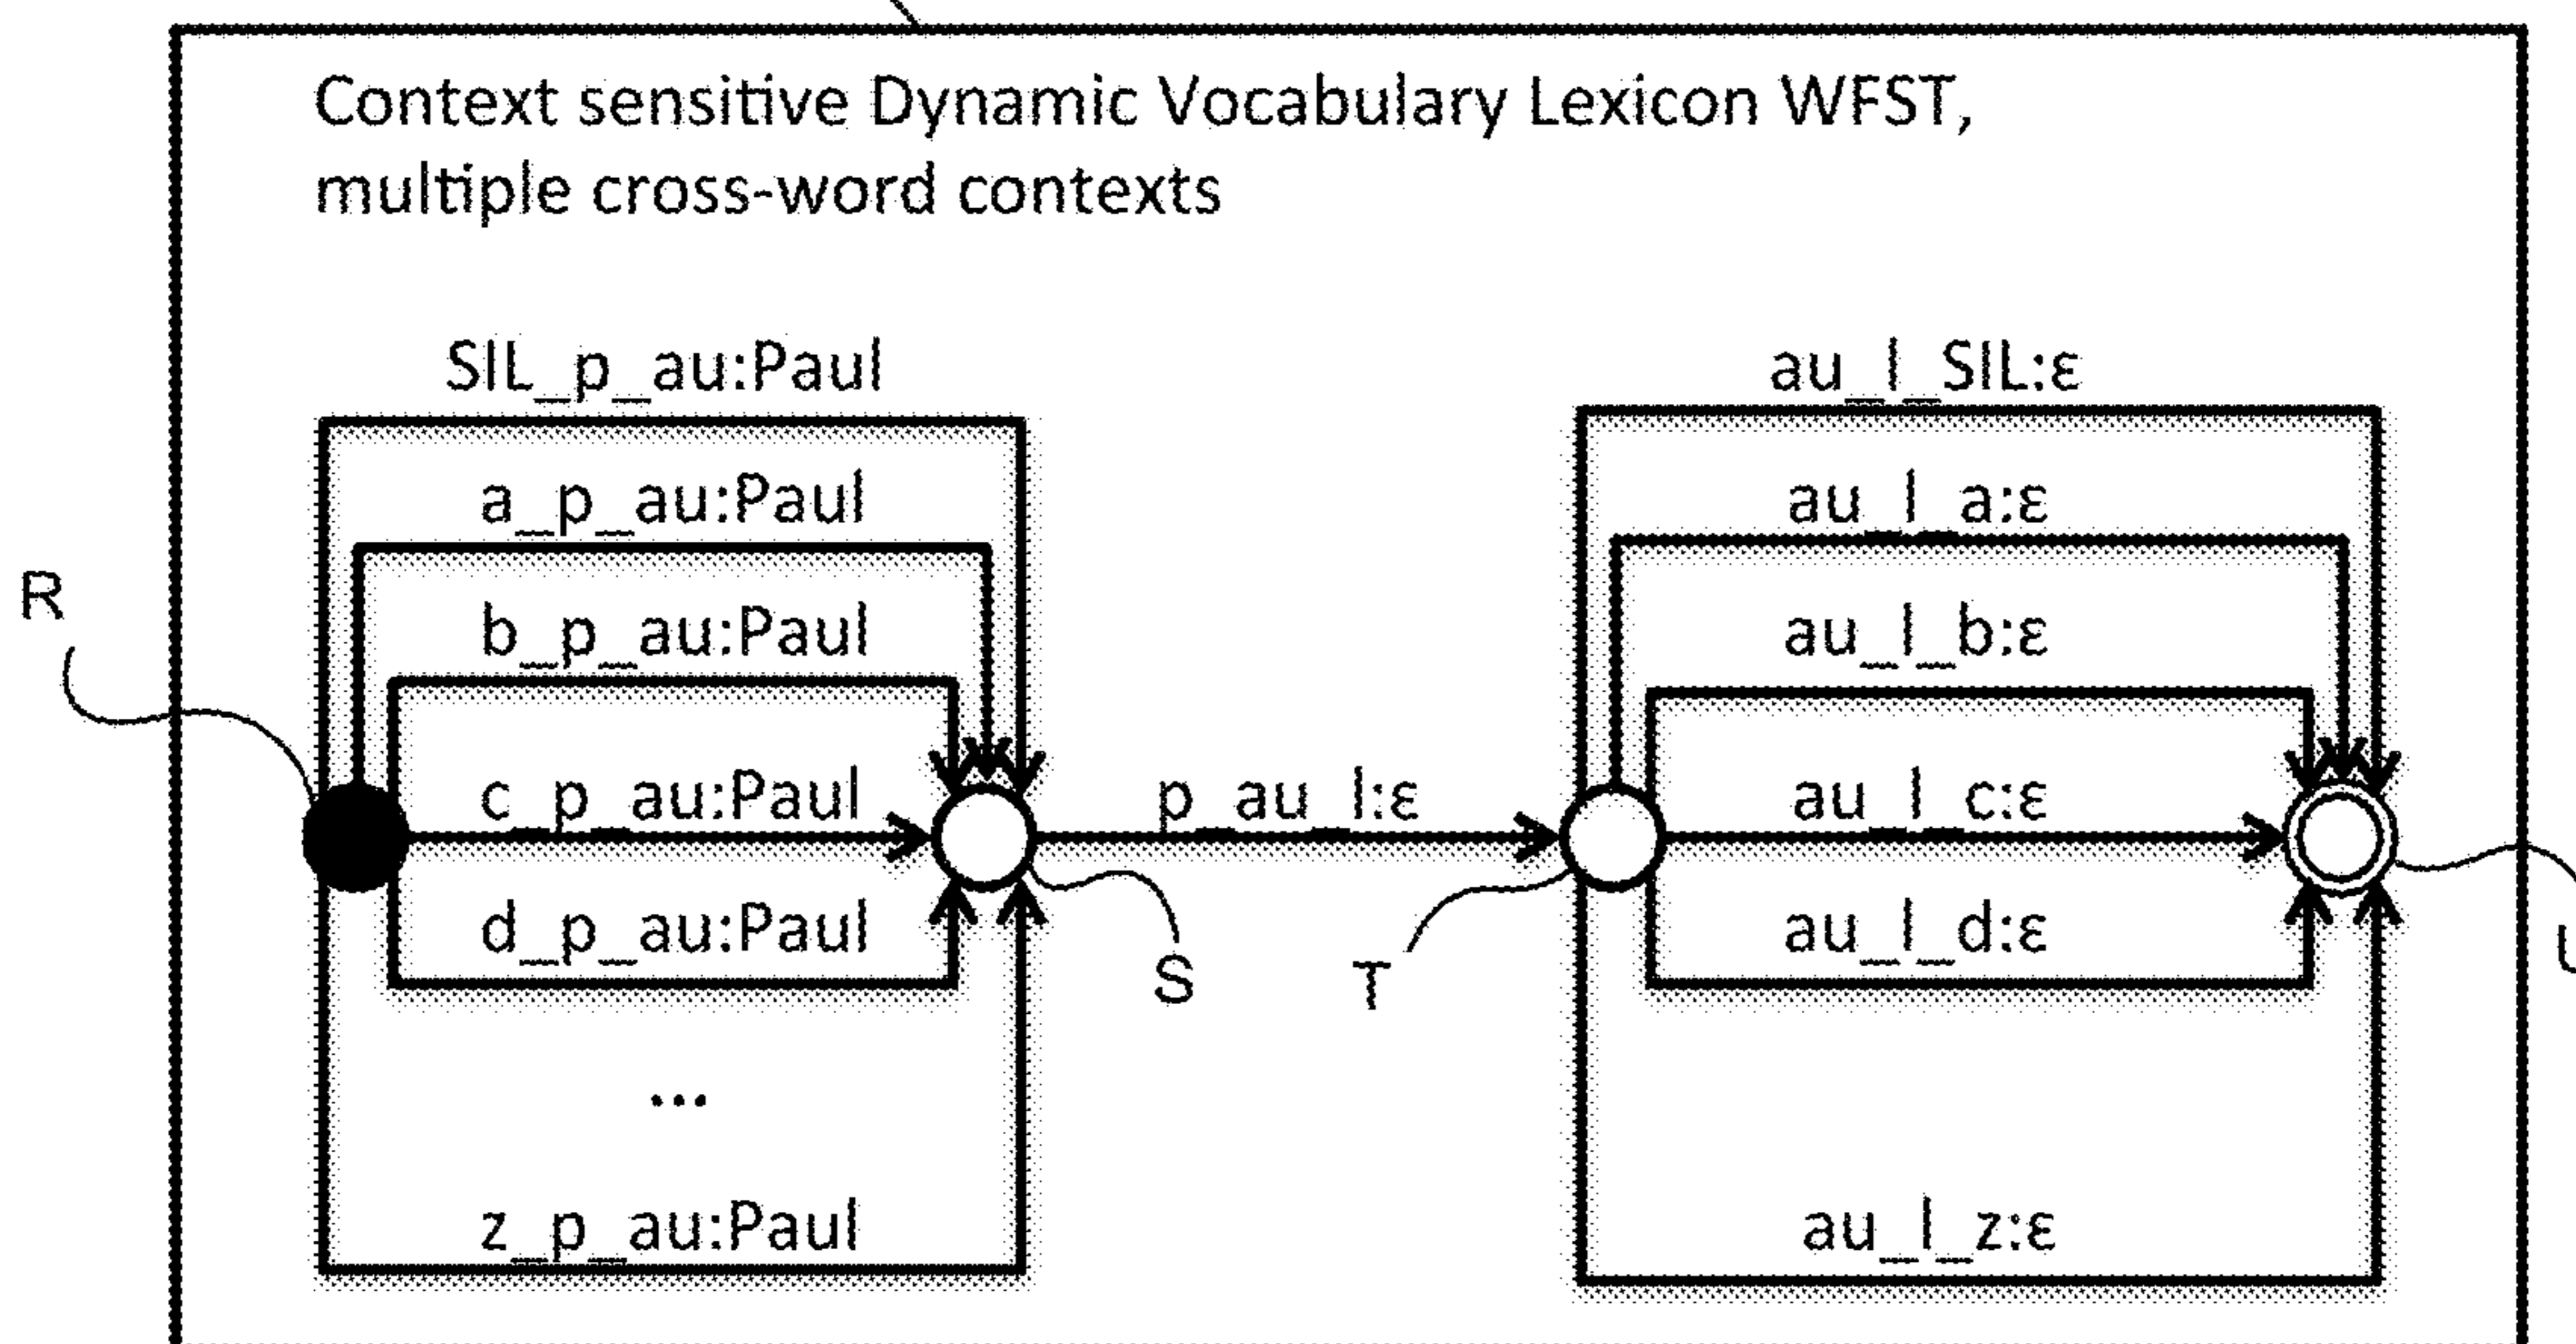 Context sensitive Dynamic Vocabulary Lexicon WFST,
multiple cross-word contexts
SIL_p_au:Paul
a_p_au:Paul
b_p_au:Paul
c_p_au:Paul
d_p_au:Paul
...
z_p_au:Paul
R
S
p_au_l:ε
T
au_l_SIL:ε
au_l_a:ε
au_l_b:ε
au_l_c:ε
au_l_d:ε
au_l_z:ε